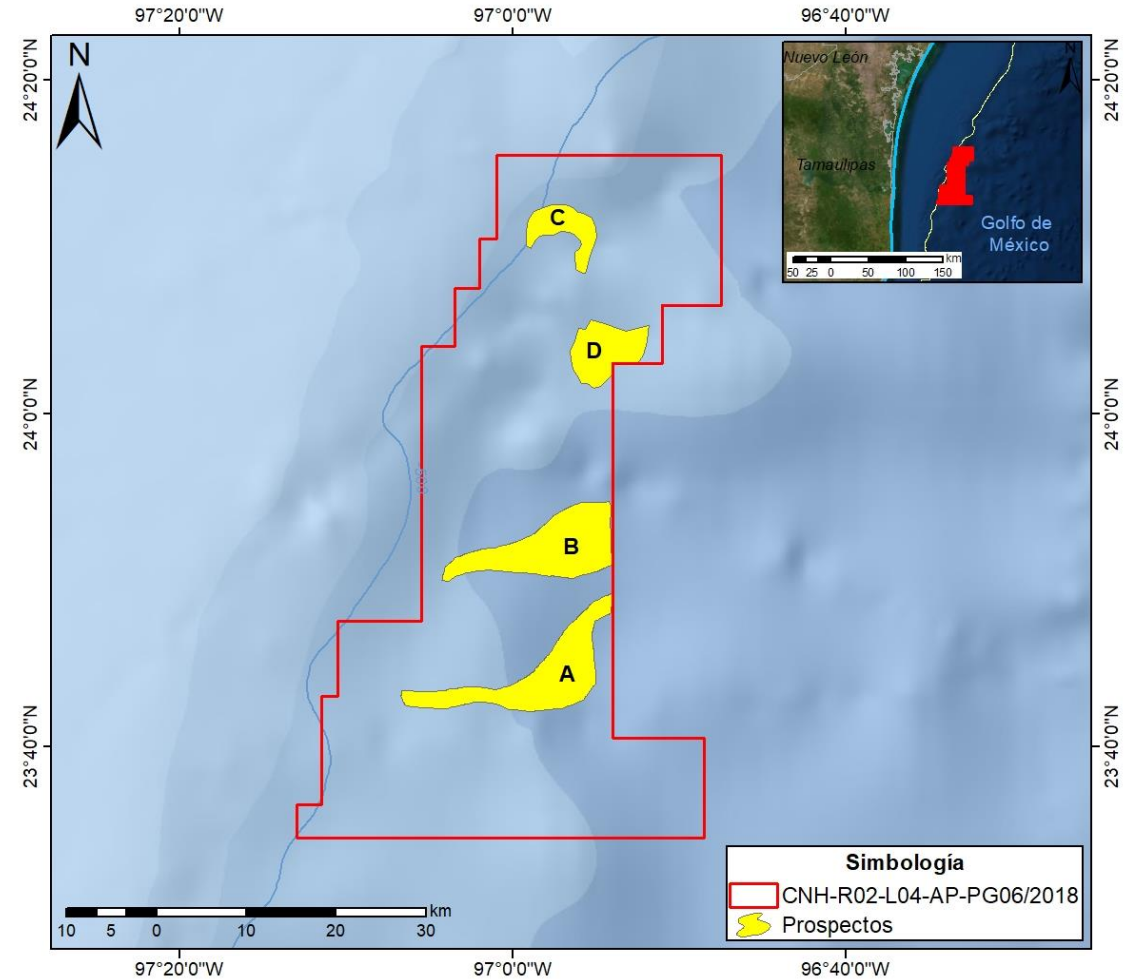 97°20'0"W 97°0'0"W 96°40'0"W
24°20'0"N
24°0'0"N
23°40'0"N
N
Nuevo León
Tamaulipas
Golfo de
México
N
km
50 25 0 50 100 150
24°20'0"N
24°0'0"N
23°40'0"N
C
D
B
A
km
10 5 0 10 20 30
Simbología
CNH-R02-L04-AP-PG06/2018
Prospectos
97°20'0"W 97°0'0"W 96°40'0"W